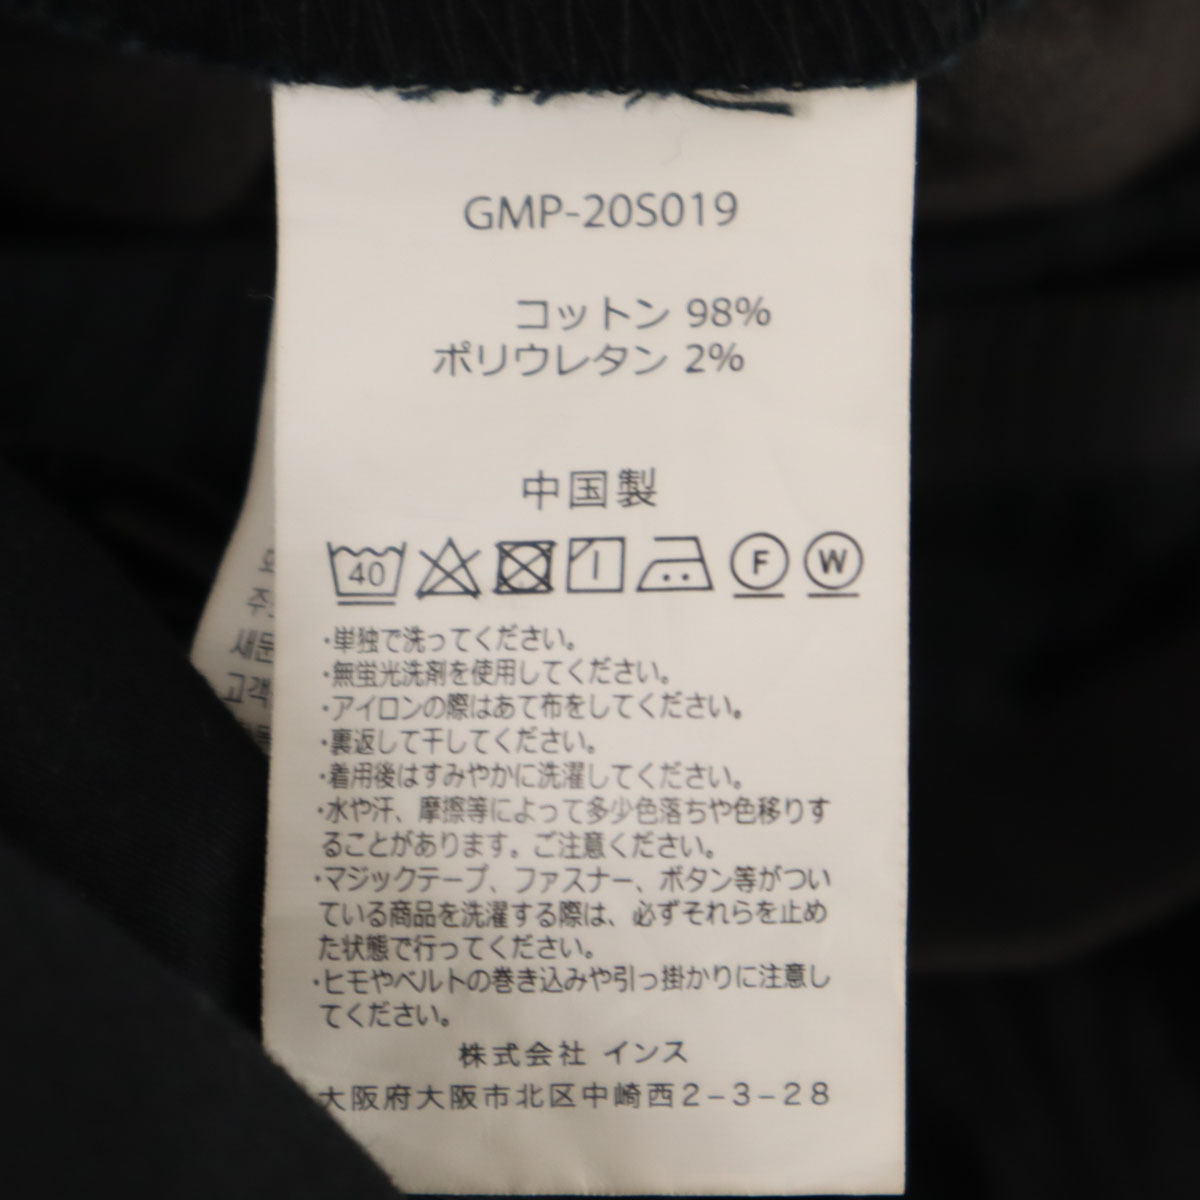 GMP-20S019
コットン 98%
ポリウレタン 2%
中国製
40 F W
・単独で洗ってください。
・無蛍光洗剤を使用してください。
・アイロンの際はあて布をしてください。
・裏返して干してください。
・着用後はすみやかに洗濯してください。
・水や汗、摩擦等によって多少色落ちや色移りす
ることがあります。ご注意ください。
・マジックテープ、ファスナー、ボタン等がつい
ている商品を洗濯する際は、必ずそれらを止め
た状態で行ってください。
・ヒモやベルトの巻き込みや引っ掛かりに注意し
てください。
株式会社 インス
大阪府大阪市北区中崎西2-3-28
주
새문
고객